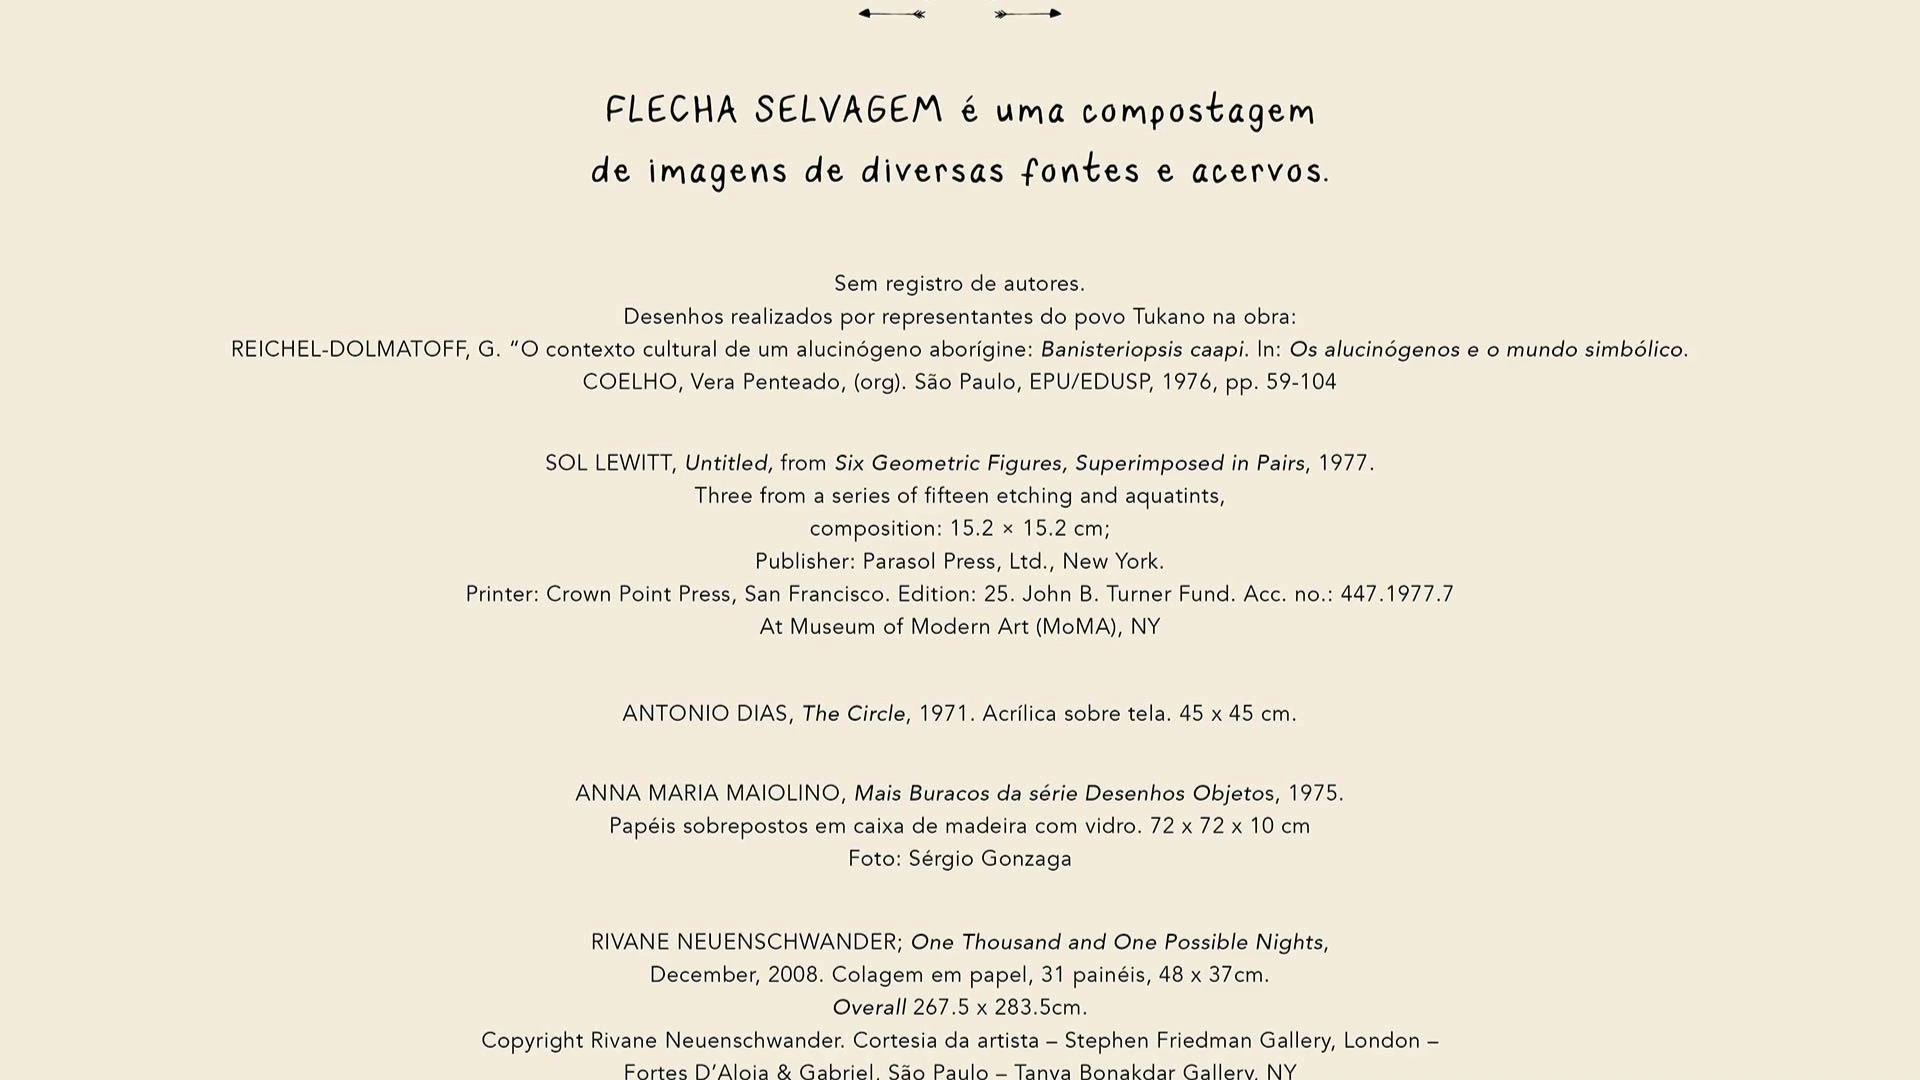 FLECHA SELVAGEM é uma compostagem
de imagens de diversas fontes e acervos.
Sem registro de autores.
Desenhos realizados por representantes do povo Tukano na obra:
REICHEL-DOLMATOFF, G. “O contexto cultural de um alucinógeno aborígine: Banisteriopsis caapi. In: Os alucinógenos e o mundo simbólico.
COELHO, Vera Penteado, (org). São Paulo, EPU/EDUSP, 1976, pp. 59-104
SOL LEWITT, Untitled, from Six Geometric Figures, Superimposed in Pairs, 1977.
Three from a series of fifteen etching and aquatints,
composition: 15.2 × 15.2 cm;
Publisher: Parasol Press, Ltd., New York.
Printer: Crown Point Press, San Francisco. Edition: 25. John B. Turner Fund. Acc. no.: 447.1977.7
At Museum of Modern Art (MoMA), NY
ANTONIO DIAS, The Circle, 1971. Acrílica sobre tela. 45 x 45 cm.
ANNA MARIA MAIOLINO, Mais Buracos da série Desenhos Objetos, 1975.
Papéis sobrepostos em caixa de madeira com vidro. 72 x 72 x 10 cm
Foto: Sérgio Gonzaga
RIVANE NEUENSCHWANDER; One Thousand and One Possible Nights,
December, 2008. Colagem em papel, 31 painéis, 48 x 37cm.
Overall 267.5 x 283.5cm.
Copyright Rivane Neuenschwander. Cortesia da artista – Stephen Friedman Gallery, London –
Fortes D’Aloia & Gabriel, São Paulo – Tanya Bonakdar Gallery, NY